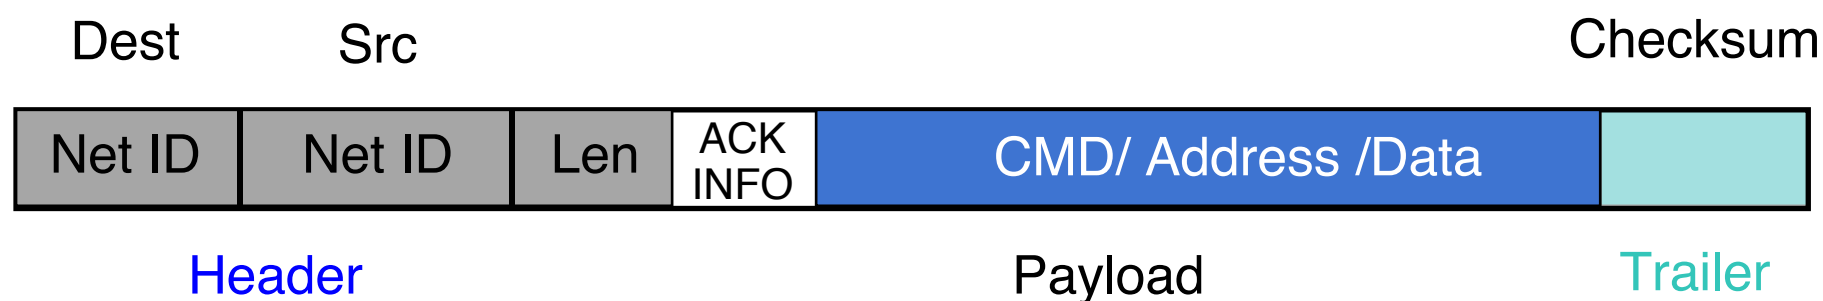 Dest Src Checksum
Net ID Net ID Len ACK INFO CMD/ Address /Data
Header Payload Trailer